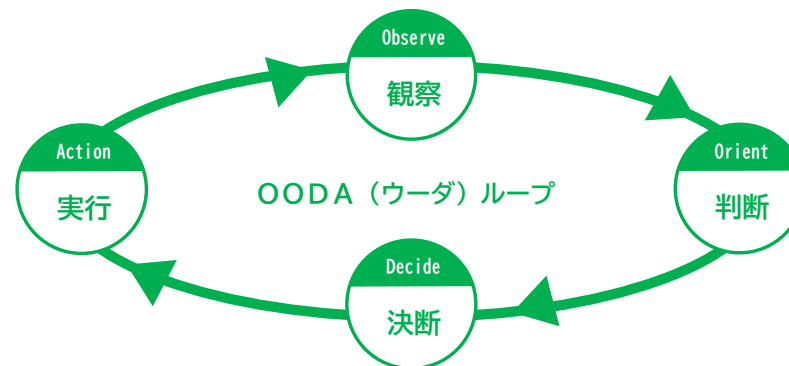 Observe
観察
Action
実行
OODA（ウーダ）ループ
Orient
判断
Decide
決断